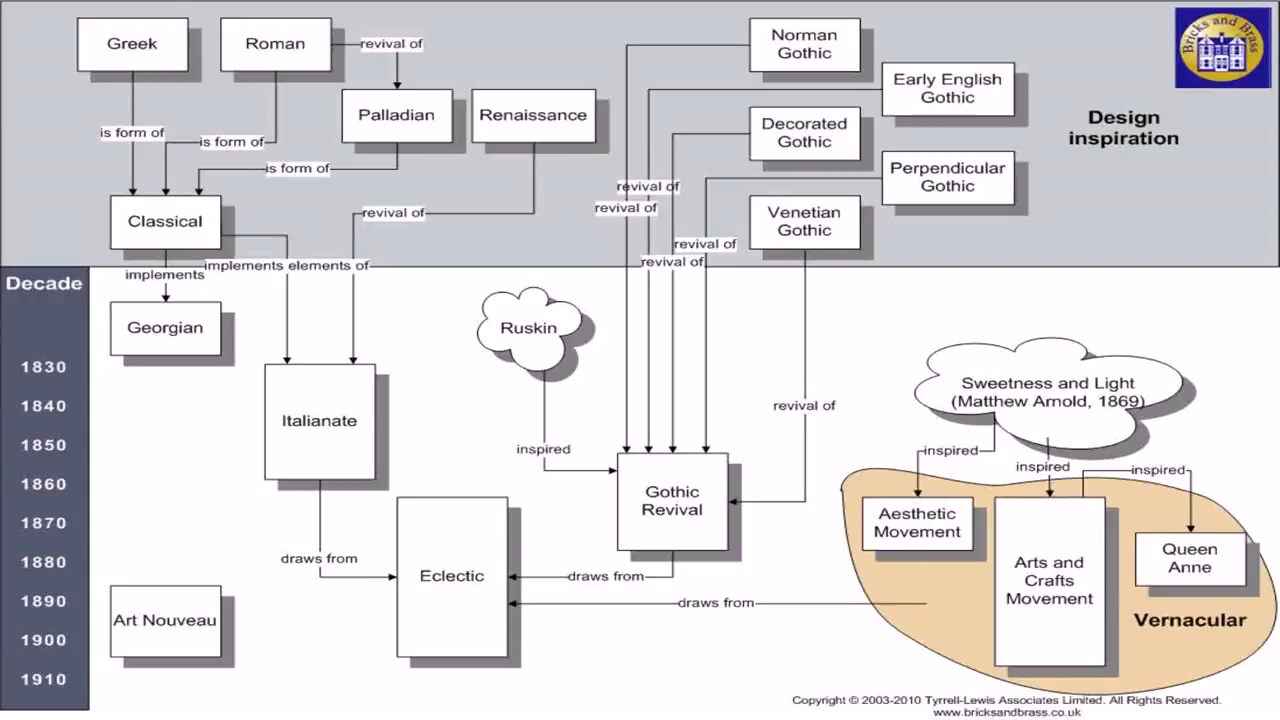 Greek
Roman
revival of
Norman
Gothic
Bricks and Brass
Early English
Gothic
Palladian
Renaissance
Design
inspiration
Decorated
Gothic
is form of
is form of
is form of
Perpendicular
Gothic
revival of
revival of
Classical
revival of
Venetian
Gothic
revival of
revival of
implements
implements elements of
Decade
Georgian
Ruskin
1830
Sweetness and Light
(Matthew Arnold, 1869)
1840
Italianate
revival of
1850
inspired
inspired
inspired
inspired
1860
Gothic
Revival
1870
Aesthetic
Movement
1880
draws from
Eclectic
draws from
Arts and
Crafts
Movement
Queen
Anne
1890
draws from
Art Nouveau
Vernacular
1900
1910
Copyright © 2003-2010 Tyrrell-Lewis Associates Limited. All Rights Reserved.
www.bricksandbrass.co.uk